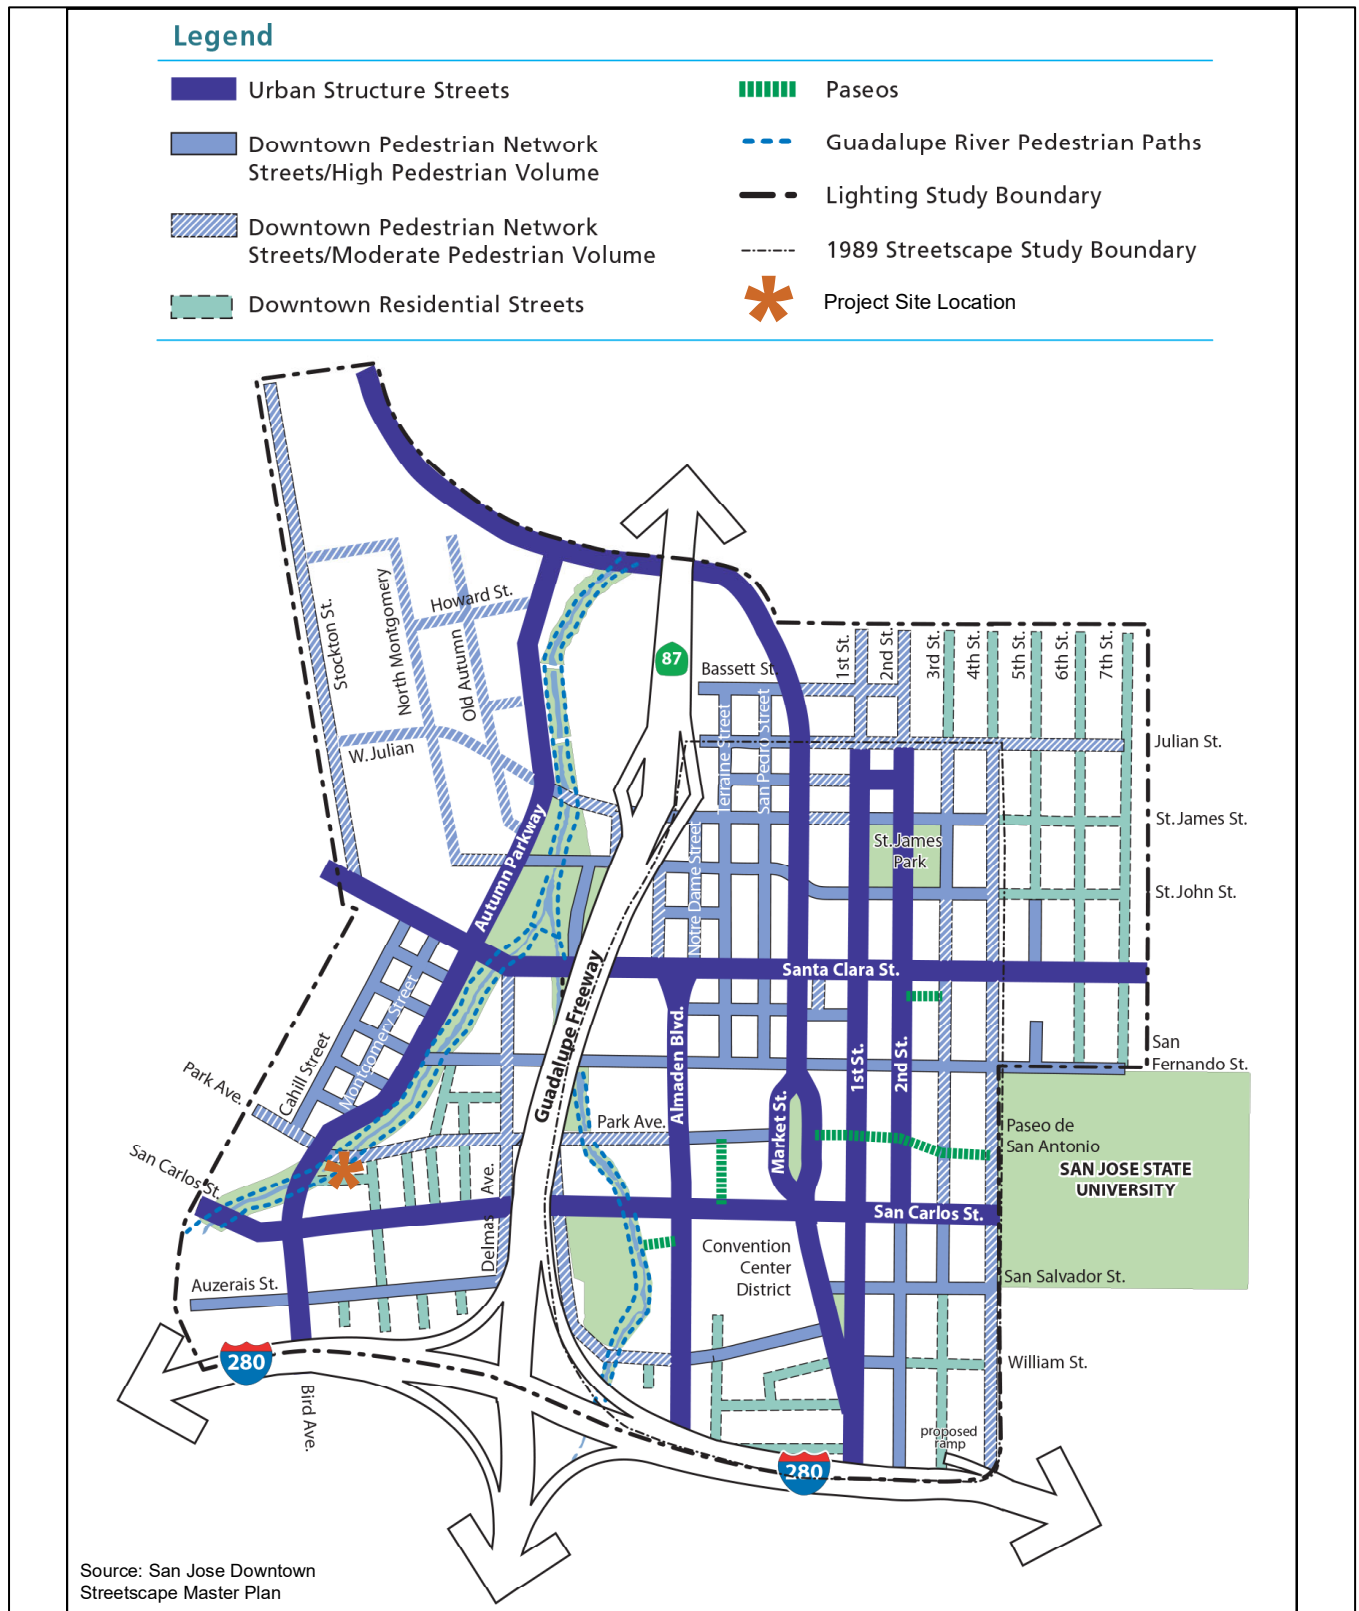 Legend
Urban Structure Streets
Downtown Pedestrian Network
Streets/High Pedestrian Volume
Downtown Pedestrian Network
Streets/Moderate Pedestrian Volume
Downtown Residential Streets
Paseos
Guadalupe River Pedestrian Paths
Lighting Study Boundary
1989 Streetscape Study Boundary
Project Site Location
Stockton St.
North Montgomery
Howard St.
Old Autumn
W. Julian
87
Bassett St.
1st St.
2nd St.
3rd St.
4th St.
5th St.
6th St.
7th St.
Julian St.
Terraine Street
San Pedro Street
St. James St.
St. James
Park
Autumn Parkway
Notre Dame Street
St. John St.
Santa Clara St.
Guadalupe Freeway
Almaden Blvd.
Montgomery Street
Cahill Street
Park Ave.
San
Fernando St.
1st St.
2nd St.
Market St.
Park Ave.
Paseo de
San Antonio
SAN JOSE STATE
UNIVERSITY
San Carlos St.
San Carlos St.
Delmas Ave.
Convention
Center
District
San Salvador St.
Auzerais St.
280
Bird Ave.
William St.
proposed
ramp
280
Source: San Jose Downtown
Streetscape Master Plan